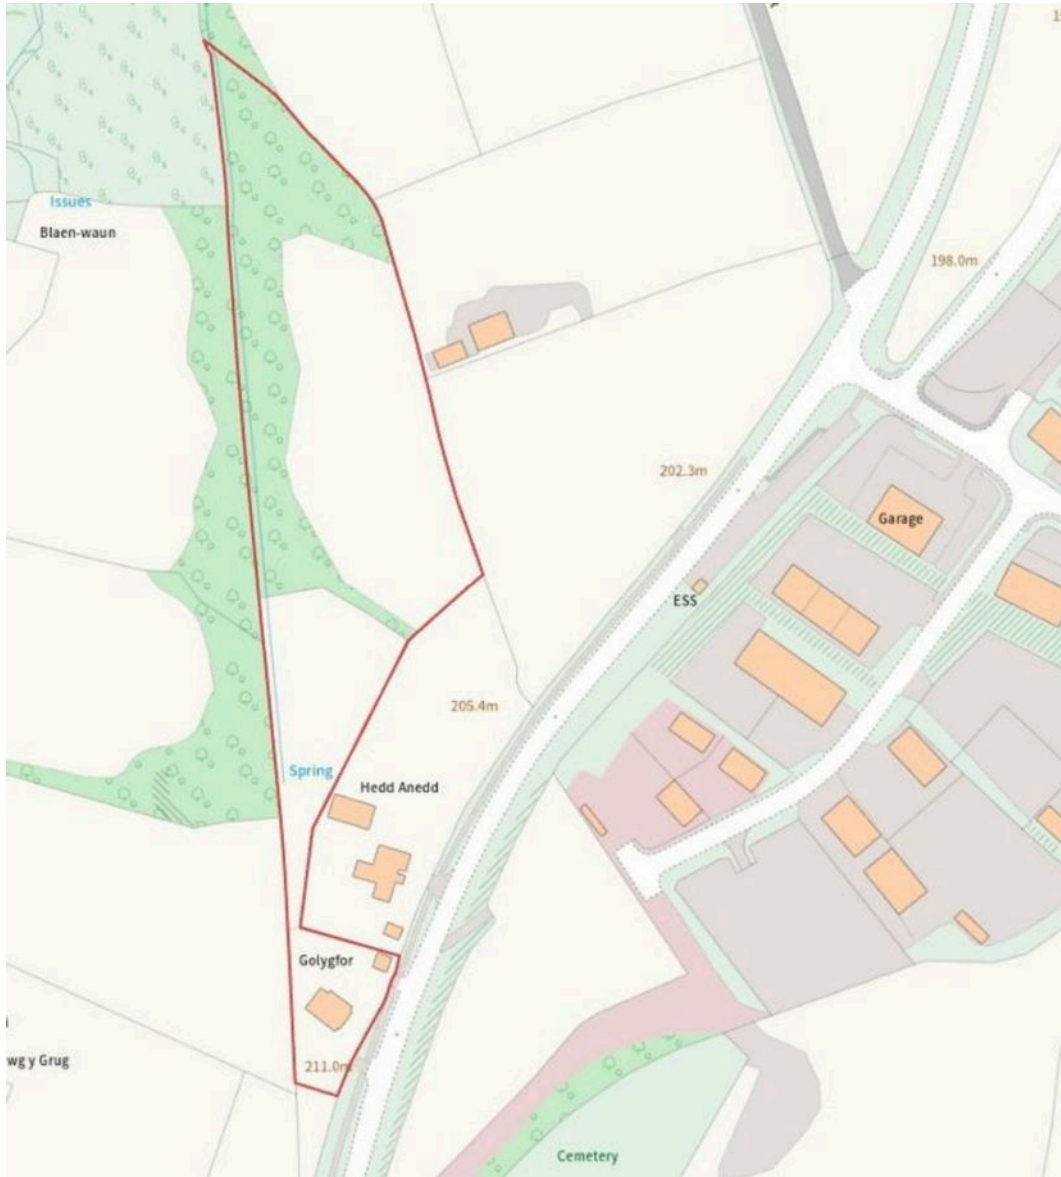 Issues
Blaen-waun
198.0m
202.3m
Garage
ESS
205.4m
Spring
Hedd Anedd
Golygfor
211.0m
wg y Grug
Cemetery